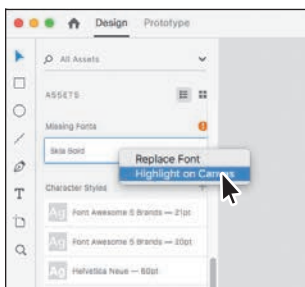 Design Prototype
All Assets
ASSETS
Missing Fonts
Skia Bold
Replace Font
Highlight on Canvas
Character Styles +
Ag Font Awesome 5 Brands — 21pt
Ag Font Awesome 5 Brands — 20pt
Ag Helvetica Neue — 60pt
T